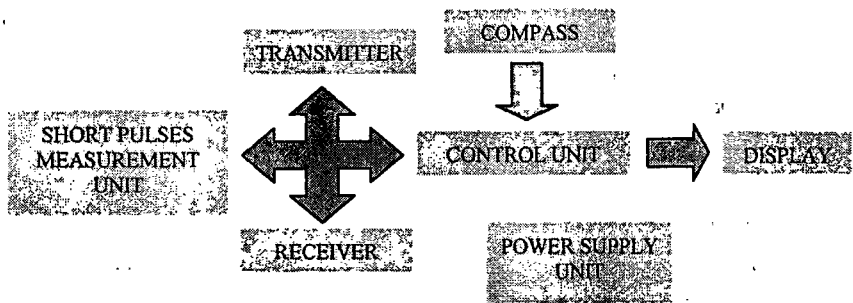 TRANSMITTER
COMPASS
SHORT PULSES
MEASUREMENT
UNIT
CONTROL UNIT
DISPLAY
RECEIVER
POWER SUPPLY
UNIT